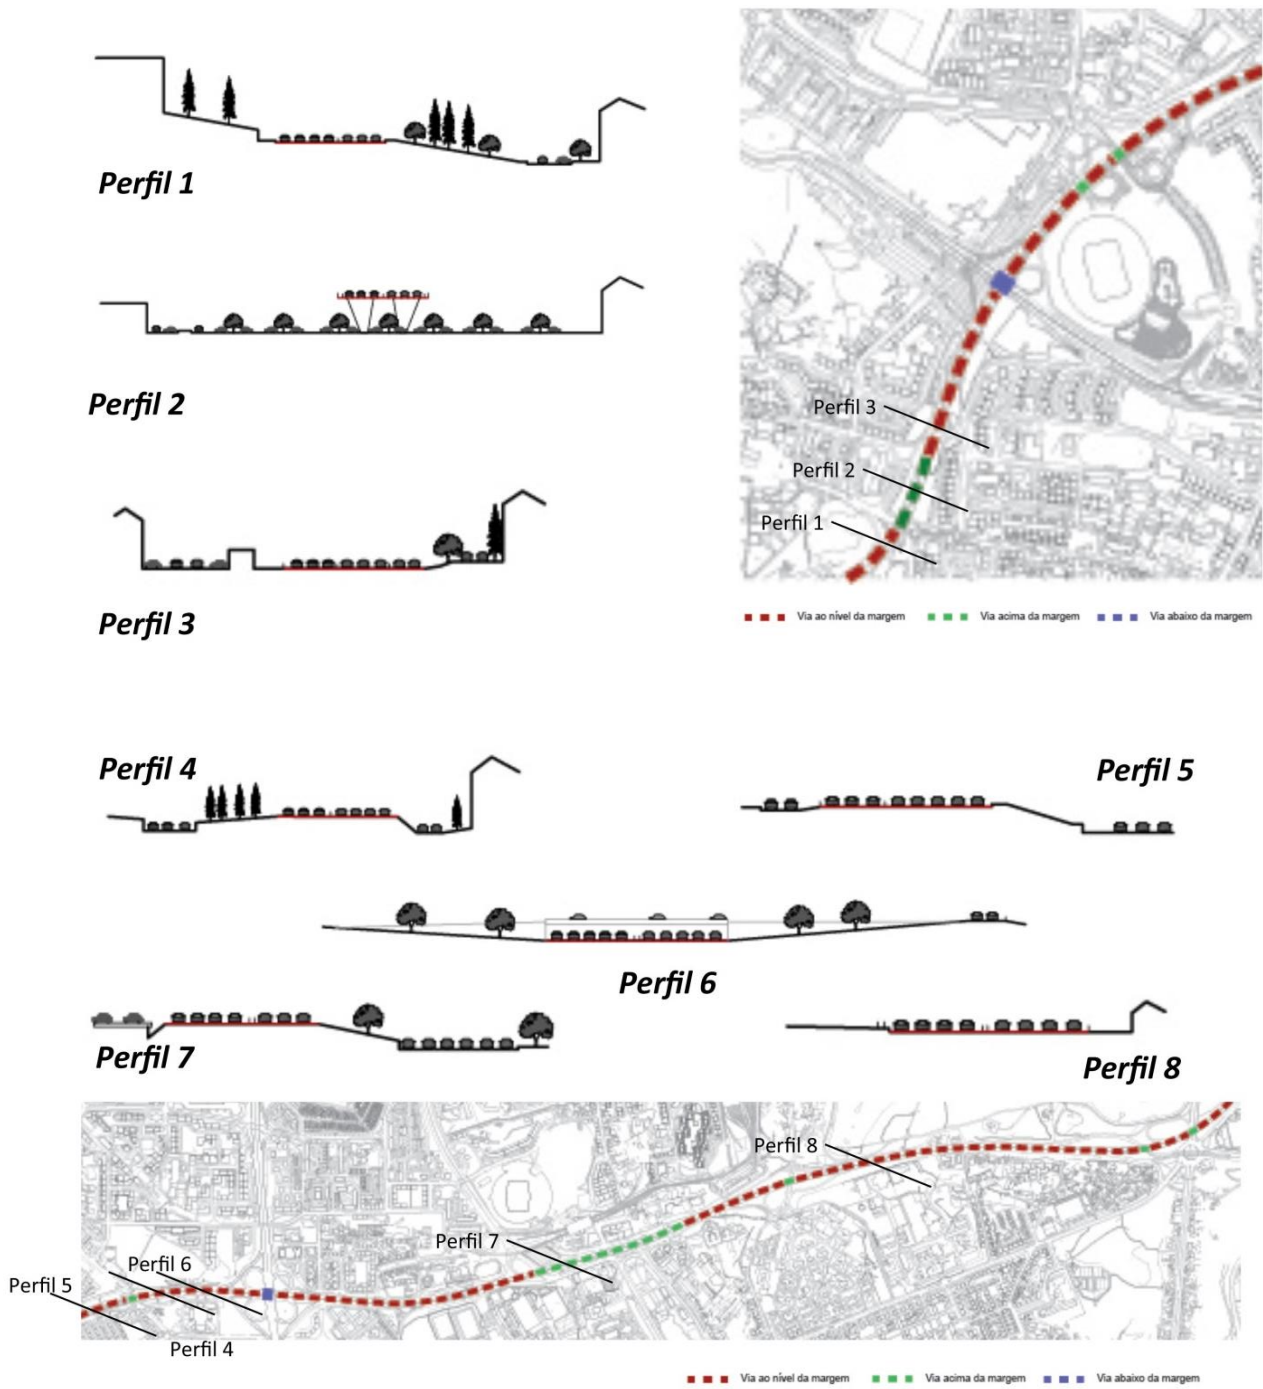 Perfil 1
Perfil 2
Perfil 3
Perfil 3
Perfil 2
Perfil 1
Via ao nível da margem
Via acima da margem
Via abaixo da margem
Perfil 4
Perfil 5
Perfil 6
Perfil 7
Perfil 8
Perfil 8
Perfil 7
Perfil 6
Perfil 5
Perfil 4
Via ao nível da margem
Via acima da margem
Via abaixo da margem